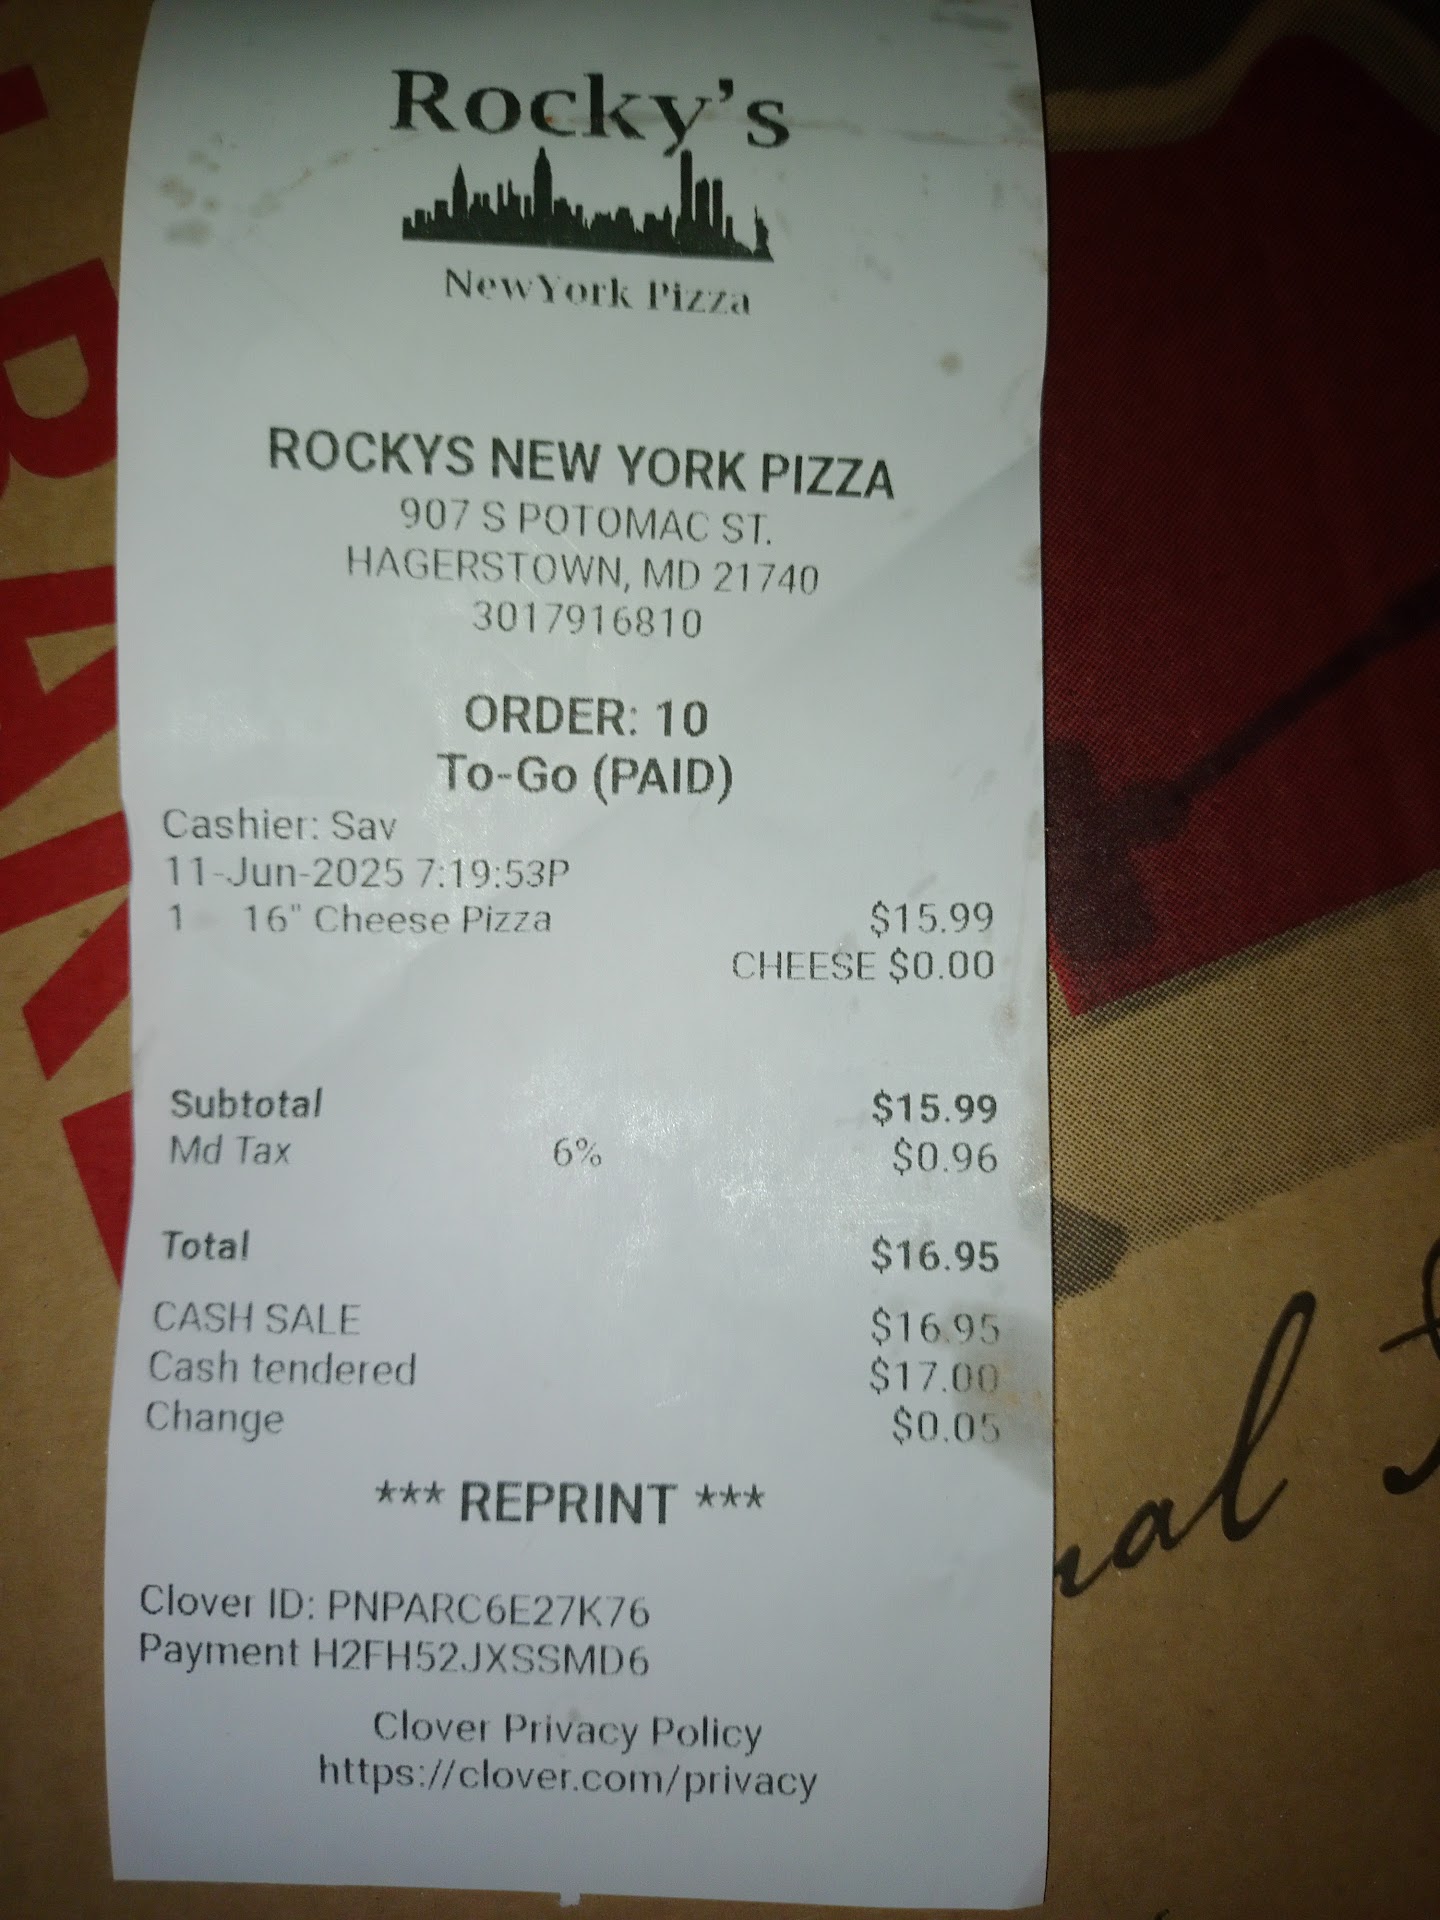 Rocky's
NewYork Pizza
ROCKYS NEW YORK PIZZA
907 S POTOMAC ST.
HAGERSTOWN, MD 21740
3017916810
ORDER: 10
To-Go (PAID)
Cashier: Sav
11-Jun-2025 7:19:53P
1 16" Cheese Pizza $15.99
CHEESE $0.00
Subtotal $15.99
Md Tax 6% $0.96
Total $16.95
CASH SALE $16.95
Cash tendered $17.00
Change $0.05
*** REPRINT ***
Clover ID: PNPARC6E27K76
Payment H2FH52JXSSMD6
Clover Privacy Policy
https://clover.com/privacy